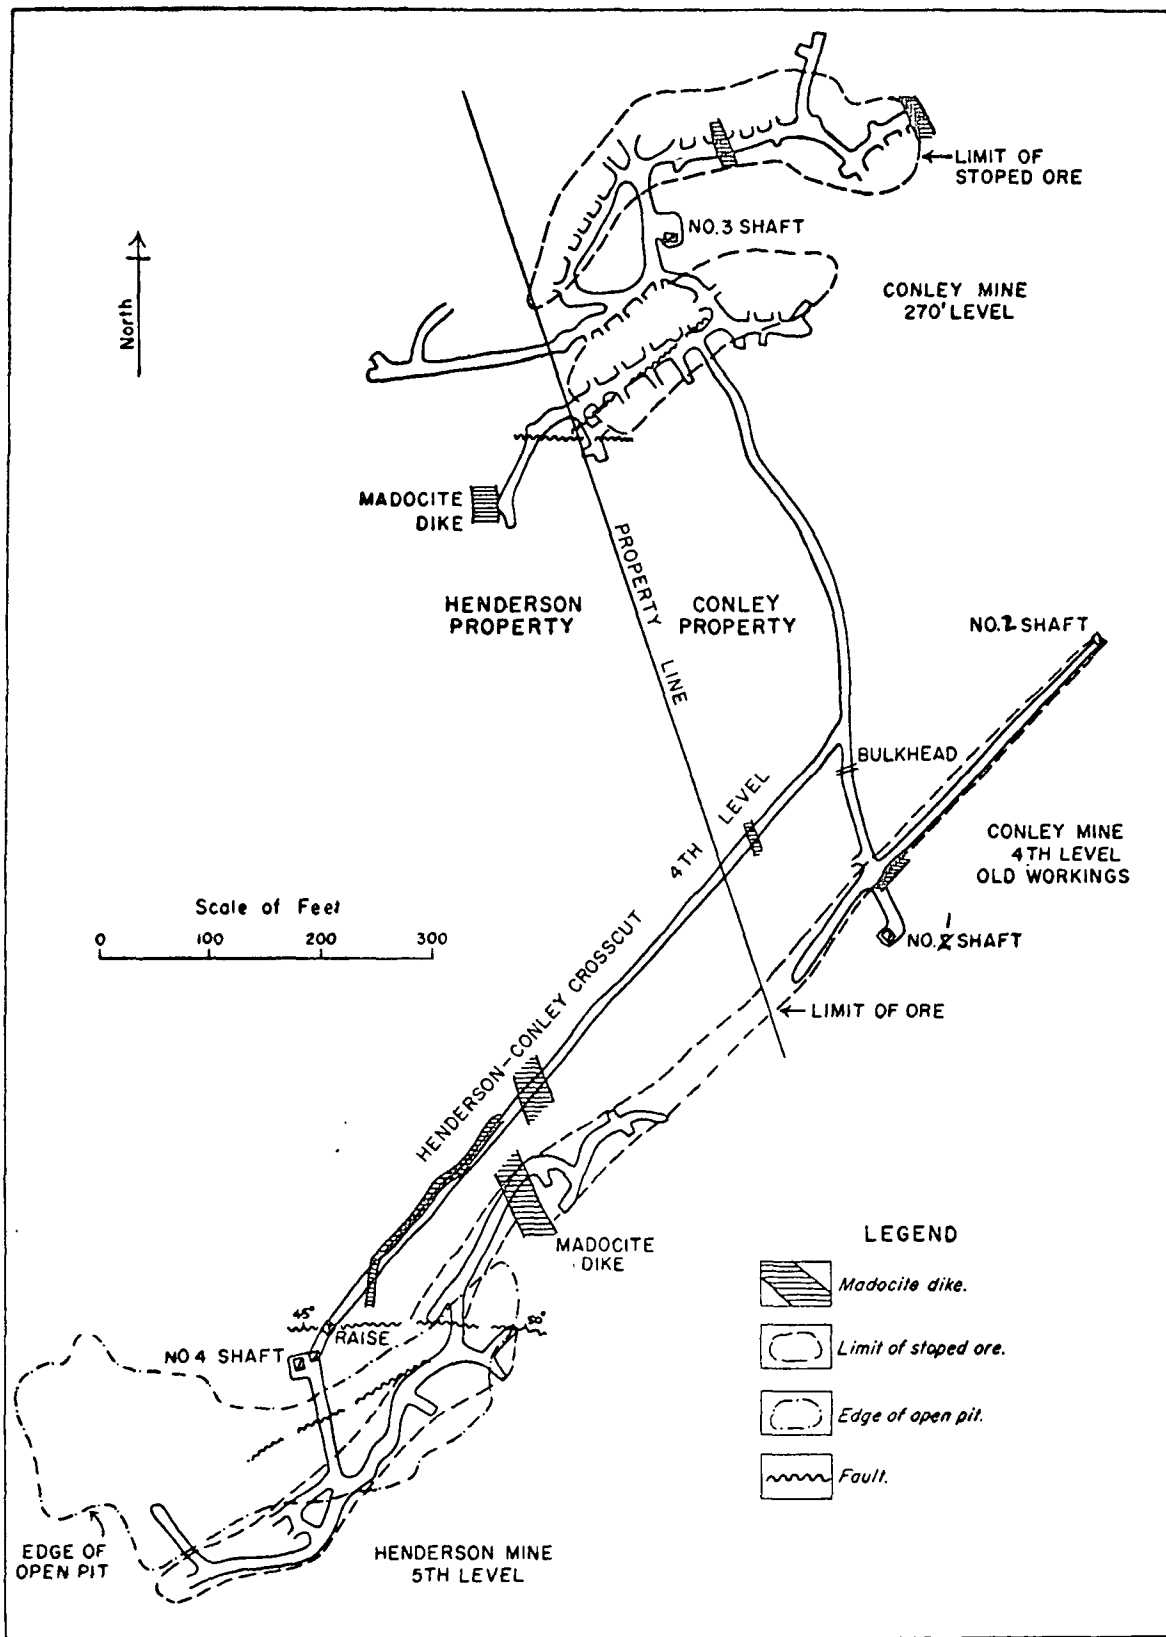 LIMIT OF
STOPED ORE
NO.3 SHAFT
CONLEY MINE
270' LEVEL
North
MADOCITE
DIKE
PROPERTY LINE
HENDERSON
PROPERTY
CONLEY
PROPERTY
NO.2 SHAFT
BULKHEAD
CONLEY MINE
4TH LEVEL
OLD WORKINGS
Scale of Feet
0 100 200 300
HENDERSON-CONLEY CROSSCUT 4TH LEVEL
NO. 1 SHAFT
LIMIT OF ORE
MADOCITE
DIKE
45°
RAISE
NO 4 SHAFT
EDGE OF
OPEN PIT
HENDERSON MINE
5TH LEVEL
LEGEND
Madocite dike.
Limit of stoped ore.
Edge of open pit.
Fault.